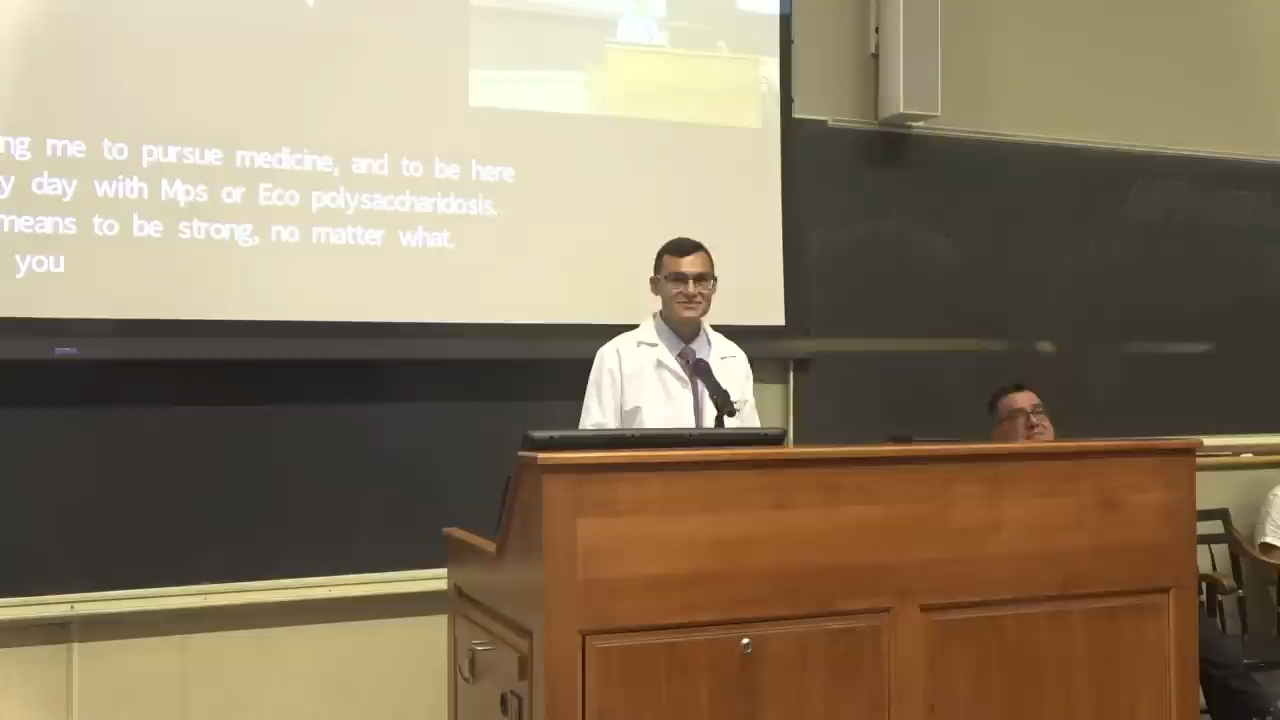 ng me to pursue medicine, and to be here
y day with Mps or Eco polysaccharidosis.
means to be strong, no matter what.
you